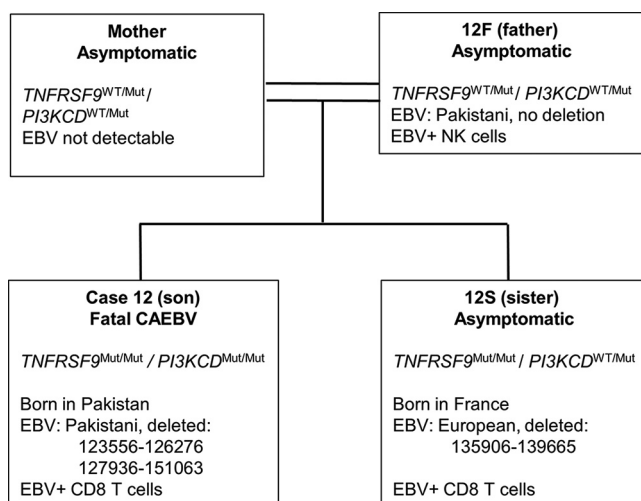 Mother
Asymptomatic
TNFRSF9WT/Mut/
PI3KCDWT/Mut
EBV not detectable
12F (father)
Asymptomatic
TNFRSF9WT/Mut/ PI3KCDWT/Mut
EBV: Pakistani, no deletion
EBV+ NK cells
Case 12 (son)
Fatal CAEBV
TNFRSF9Mut/Mut / PI3KCDMut/Mut
Born in Pakistan
EBV: Pakistani, deleted:
123556-126276
127936-151063
EBV+ CD8 T cells
12S (sister)
Asymptomatic
TNFRSF9Mut/Mut / PI3KCDWT/Mut
Born in France
EBV: European, deleted:
135906-139665
EBV+ CD8 T cells